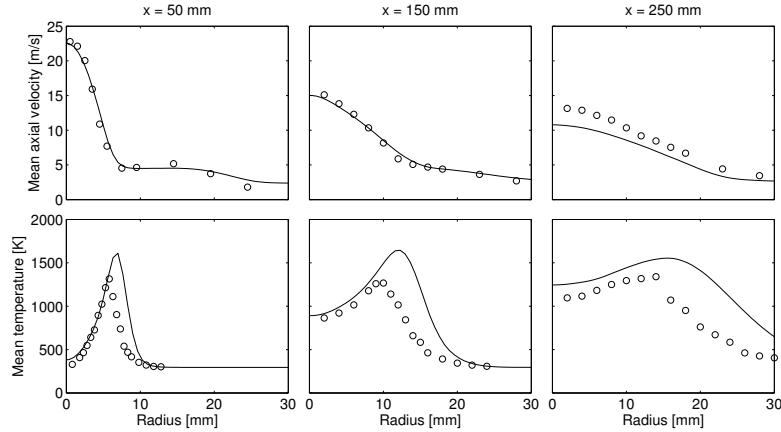 x = 50 mm
x = 150 mm
x = 250 mm
Mean axial velocity [m/s]
25
20
15
10
5
0
Mean temperature [K]
2000
1500
1000
500
0
0 10 20 30
0 10 20 30
0 10 20 30
Radius [mm]
Radius [mm]
Radius [mm]